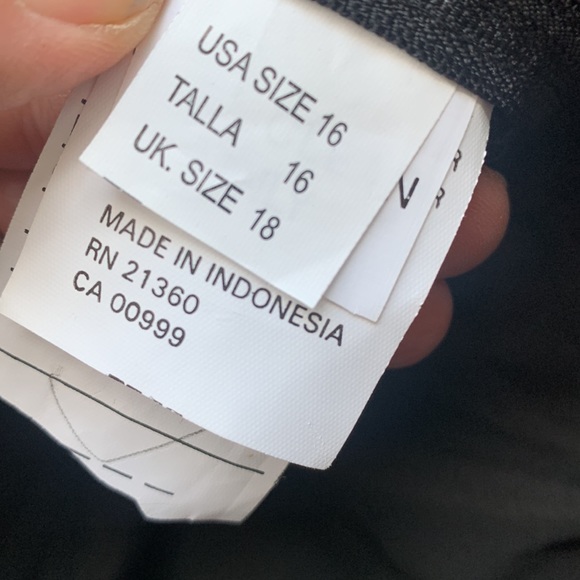 USA SIZE 16
TALLA 16
UK. SIZE 18
MADE IN INDONESIA
RN 21360
CA 00999
N
R
R